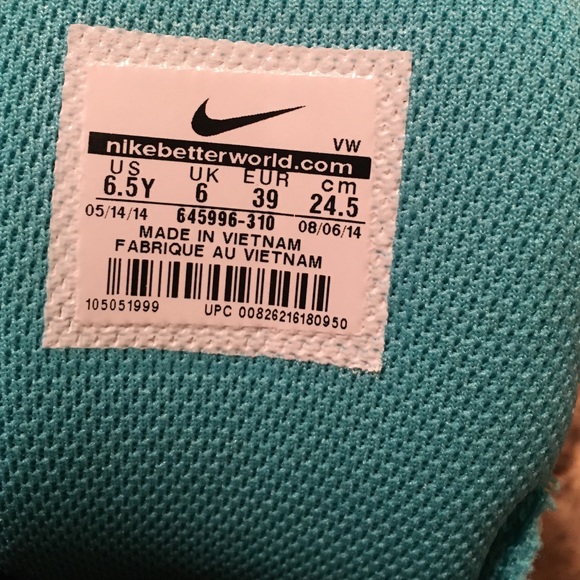 VW
nikebetterworld.com
US UK EUR cm
6.5Y 6 39 24.5
05/14/14 645996-310 08/06/14
MADE IN VIETNAM
FABRIQUE AU VIETNAM
105051999 UPC 00826216180950